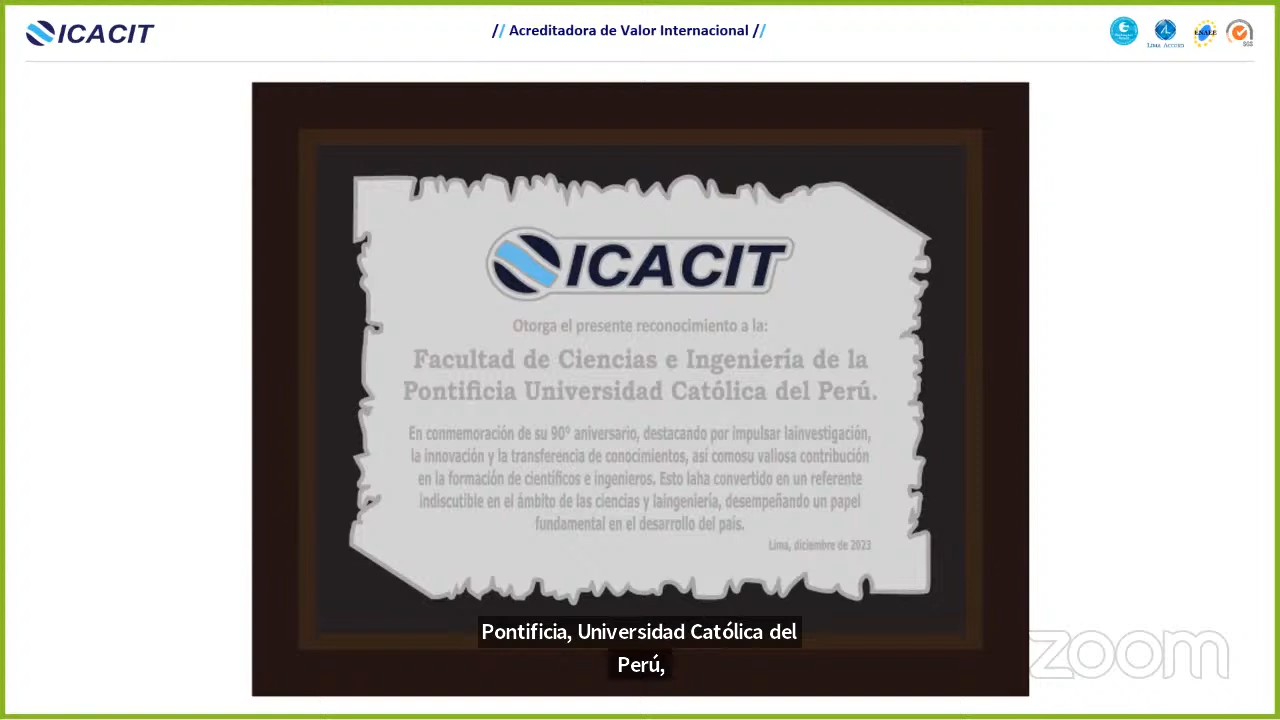 ICACIT
// Acreditadora de Valor Internacional //
Lima Accord
ENAEE
SGS
ICACIT
Otorga el presente reconocimiento a la:
Facultad de Ciencias e Ingeniería de la
Pontificia Universidad Católica del Perú.
En conmemoración de su 90° aniversario, destacando por impulsar lainvestigación,
la innovación y la transferencia de conocimientos, así comosu valiosa contribución
en la formación de científicos e ingenieros. Esto laha convertido en un referente
indiscutible en el ámbito de las ciencias y laingeniería, desempeñando un papel
fundamental en el desarrollo del país.
Lima, diciembre de 2023
Pontificia, Universidad Católica del
Perú,
zoom